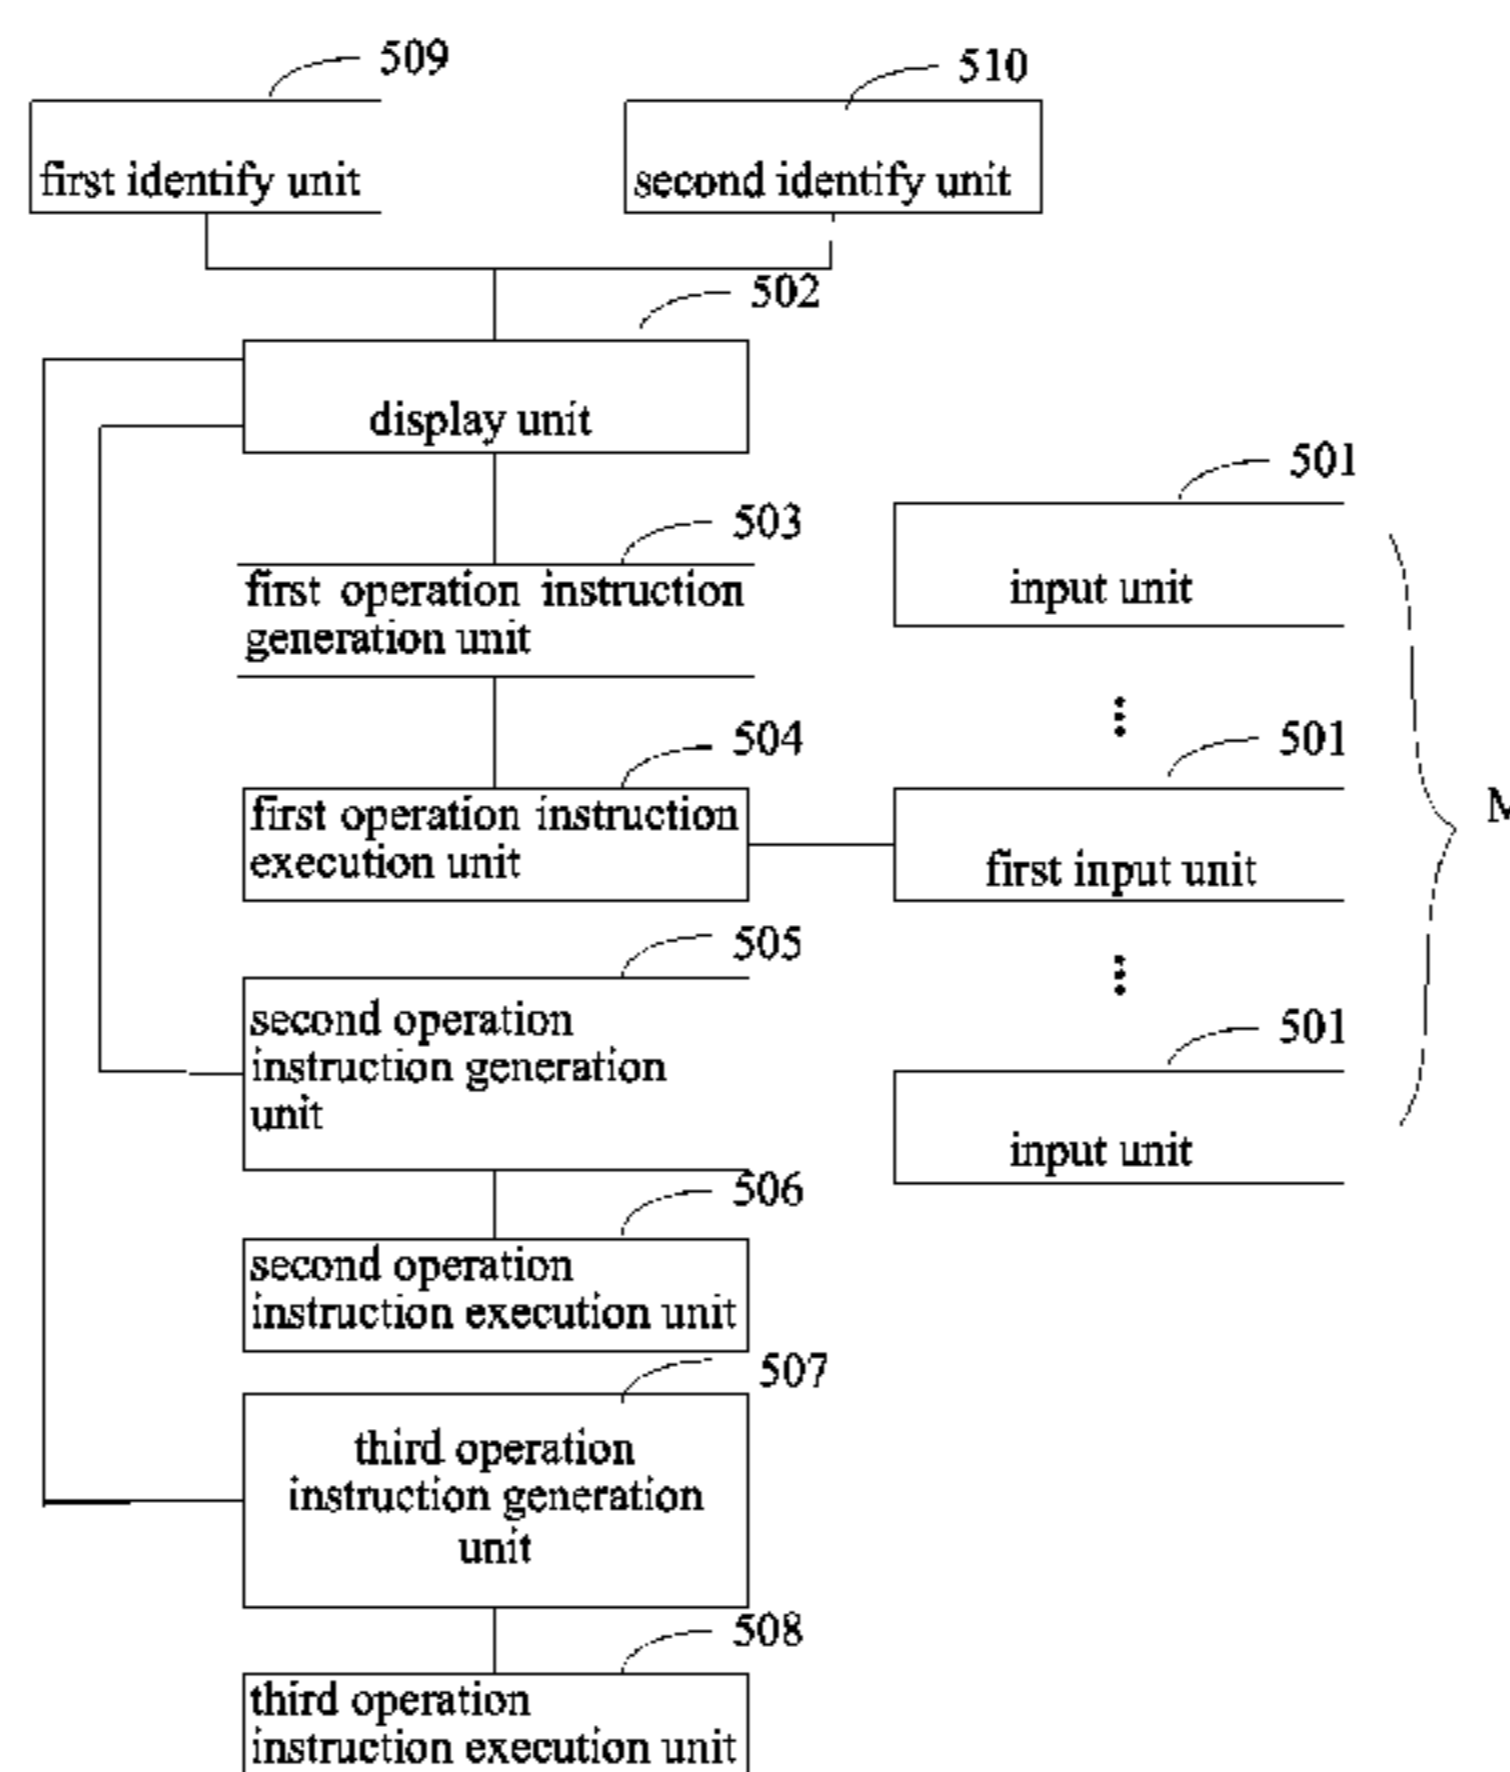 509
510
first identify unit
second identify unit
502
display unit
501
503
input unit
first operation instruction
generation unit
504
501
M
first operation instruction
execution unit
first input unit
505
second operation
instruction generation
unit
501
input unit
506
second operation
instruction execution unit
507
third operation
instruction generation
unit
508
third operation
instruction execution unit